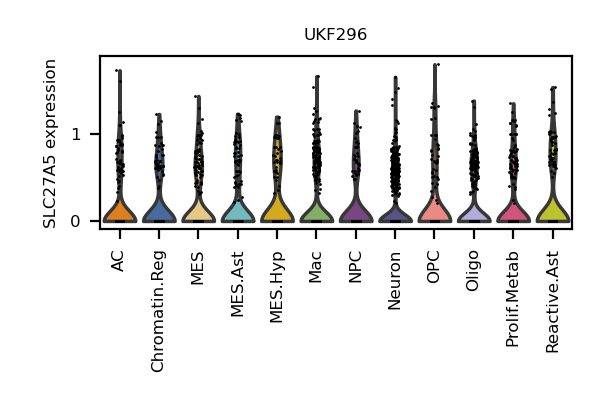 UKF296
SLC27A5 expression
1
0
AC
Chromatin.Reg
MES
MES.Ast
MES.Hyp
Mac
NPC
Neuron
OPC
Oligo
Prolif.Metab
Reactive.Ast